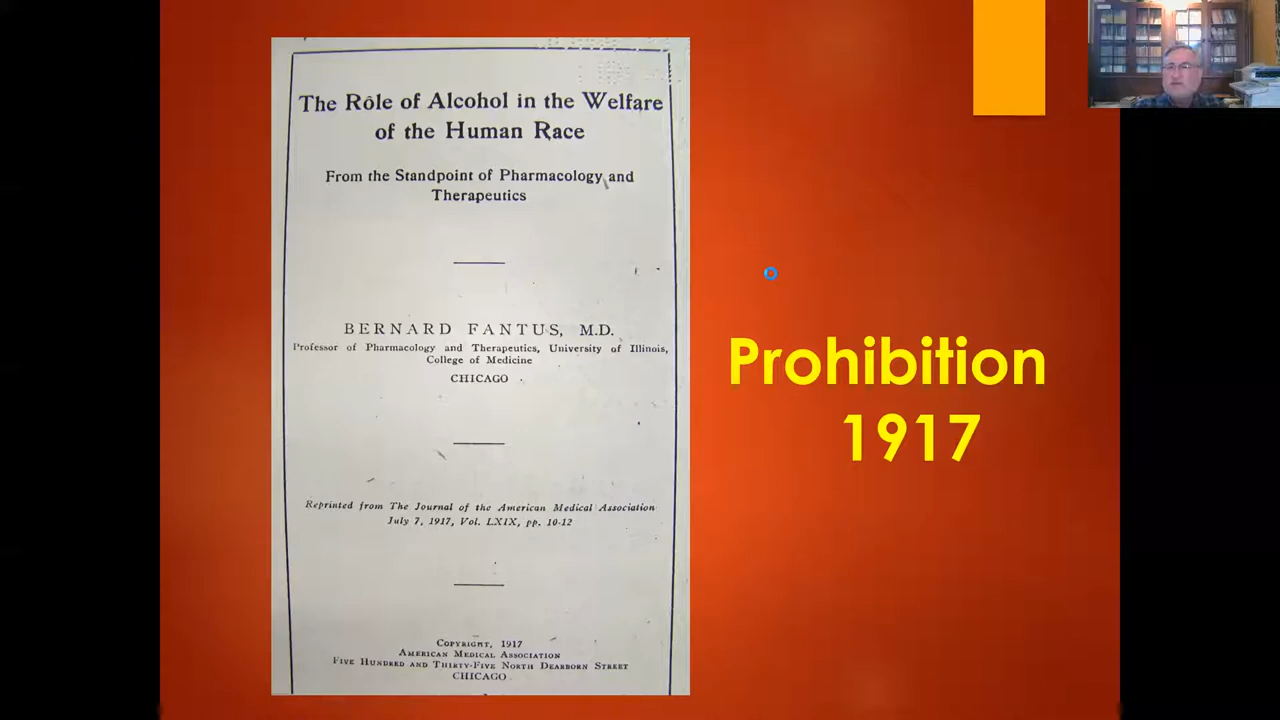 The Rôle of Alcohol in the Welfare
of the Human Race
From the Standpoint of Pharmacology and
Therapeutics
BERNARD FANTUS, M.D.
Professor of Pharmacology and Therapeutics, University of Illinois,
College of Medicine
CHICAGO
Reprinted from The Journal of the American Medical Association
July 7, 1917, Vol. LXIX, pp. 10-12
COPYRIGHT, 1917
AMERICAN MEDICAL ASSOCIATION
FIVE HUNDRED AND THIRTY-FIVE NORTH DEARBORN STREET
CHICAGO
Prohibition
1917